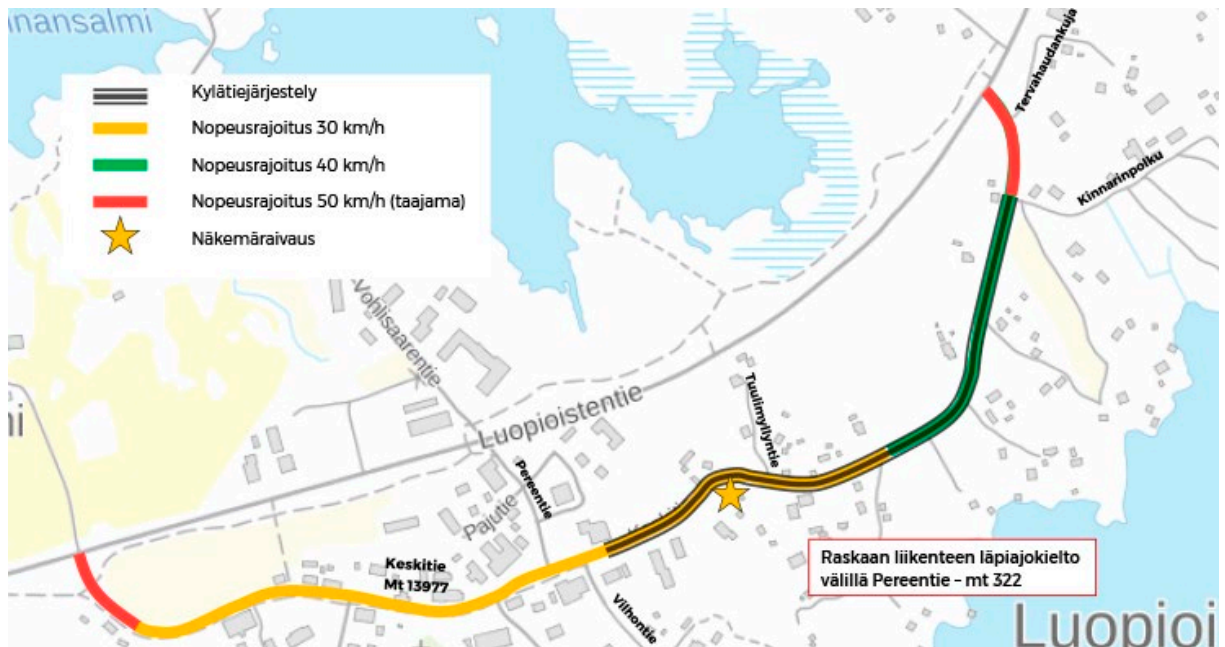 nansalmi
Kylätiejärjestely
Nopeusrajoitus 30 km/h
Nopeusrajoitus 40 km/h
Nopeusrajoitus 50 km/h (taajama)
Näkemäraivaus
Tervahaudankuja
Kinnarinpolku
Vohlisaarentie
Luopioistentie
Tuulimyllyntie
Pereentie
Pajutie
Keskitie
Mt 13977
Vilhontie
Raskaan liikenteen läpiajokielto
välillä Pereentie – mt 322
Luopioi